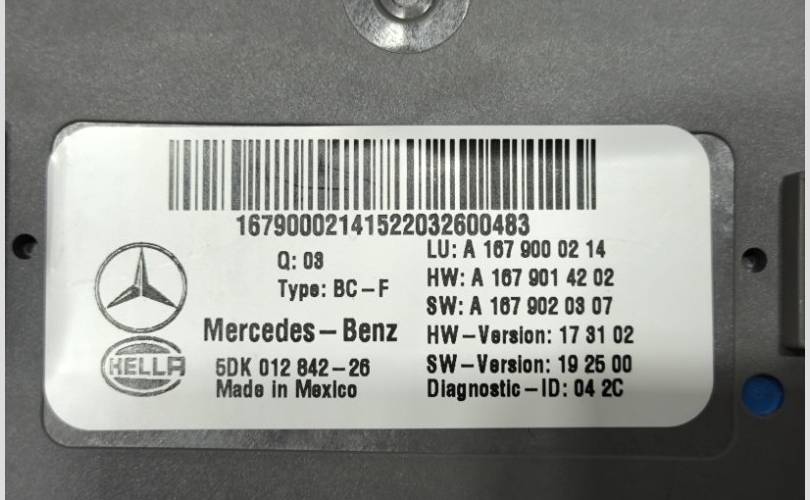 16790002141522032600483
Q: 03
Type: BC-F
Mercedes-Benz
HELLA
5DK 012 842-26
Made in Mexico
LU: A 167 900 02 14
HW: A 167 901 42 02
SW: A 167 902 03 07
HW-Version: 17 31 02
SW-Version: 19 25 00
Diagnostic-ID: 04 2C